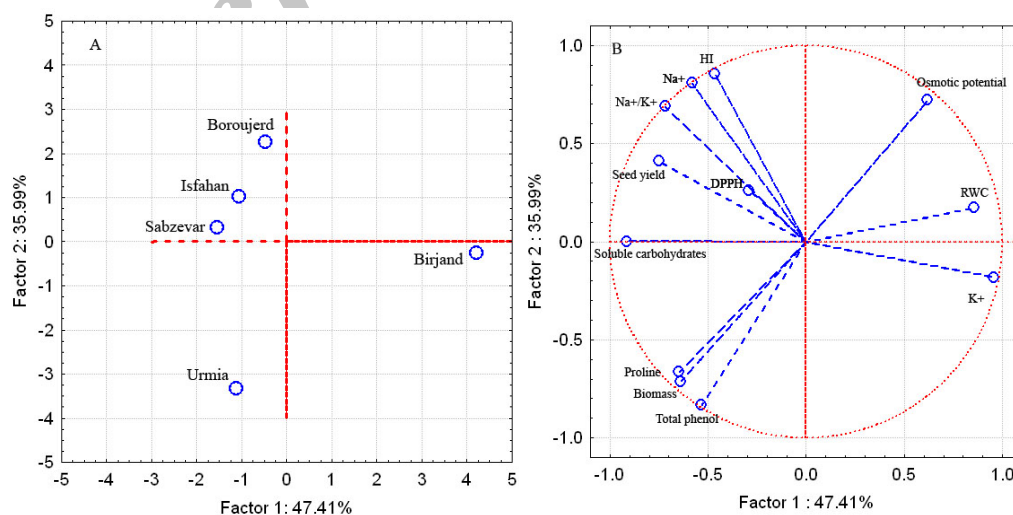 A
5
4
3
2
1
0
-1
-2
-3
-4
-5
Boroujerd
Isfahan
Sabzevar
Birjand
Urmia
-5 -4 -3 -2 -1 0 1 2 3 4 5
Factor 1: 47.41%
Factor 2: 35.99%
B
1.0
0.5
0.0
-0.5
-1.0
HI
Na+
Osmotic potential
Na+/K+
Seed yield
DPPH
RWC
Soluble carbohydrates
K+
Proline
Biomass
Total phenol
-1.0 -0.5 0.0 0.5 1.0
Factor 1 : 47.41%
Factor 2 : 35.99%